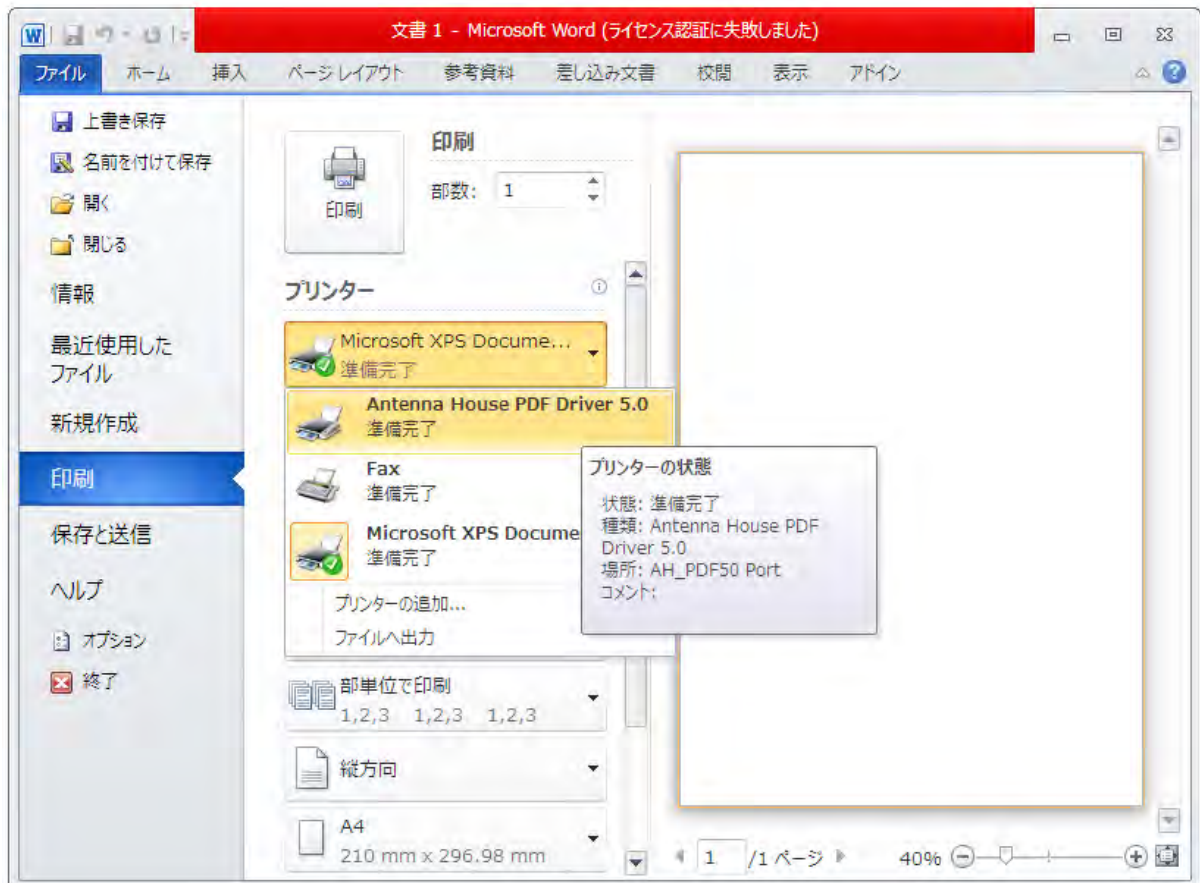 文書 1 - Microsoft Word (ライセンス認証に失敗しました)
ファイル ホーム 挿入 ページ レイアウト 参考資料 差し込み文書 校閲 表示 アドイン
上書き保存
名前を付けて保存
開く
閉じる
情報
最近使用した
ファイル
新規作成
印刷
保存と送信
ヘルプ
オプション
終了
印刷
印刷
部数: 1
プリンター
Microsoft XPS Docume...
準備完了
Antenna House PDF Driver 5.0
準備完了
Fax
準備完了
Microsoft XPS Docume
準備完了
プリンターの追加...
ファイルへ出力
プリンターの状態
状態: 準備完了
種類: Antenna House PDF
Driver 5.0
場所: AH_PDF50 Port
コメント:
部単位で印刷
1,2,3 1,2,3 1,2,3
縦方向
A4
210 mm x 296.98 mm
1 /1 ページ
40%